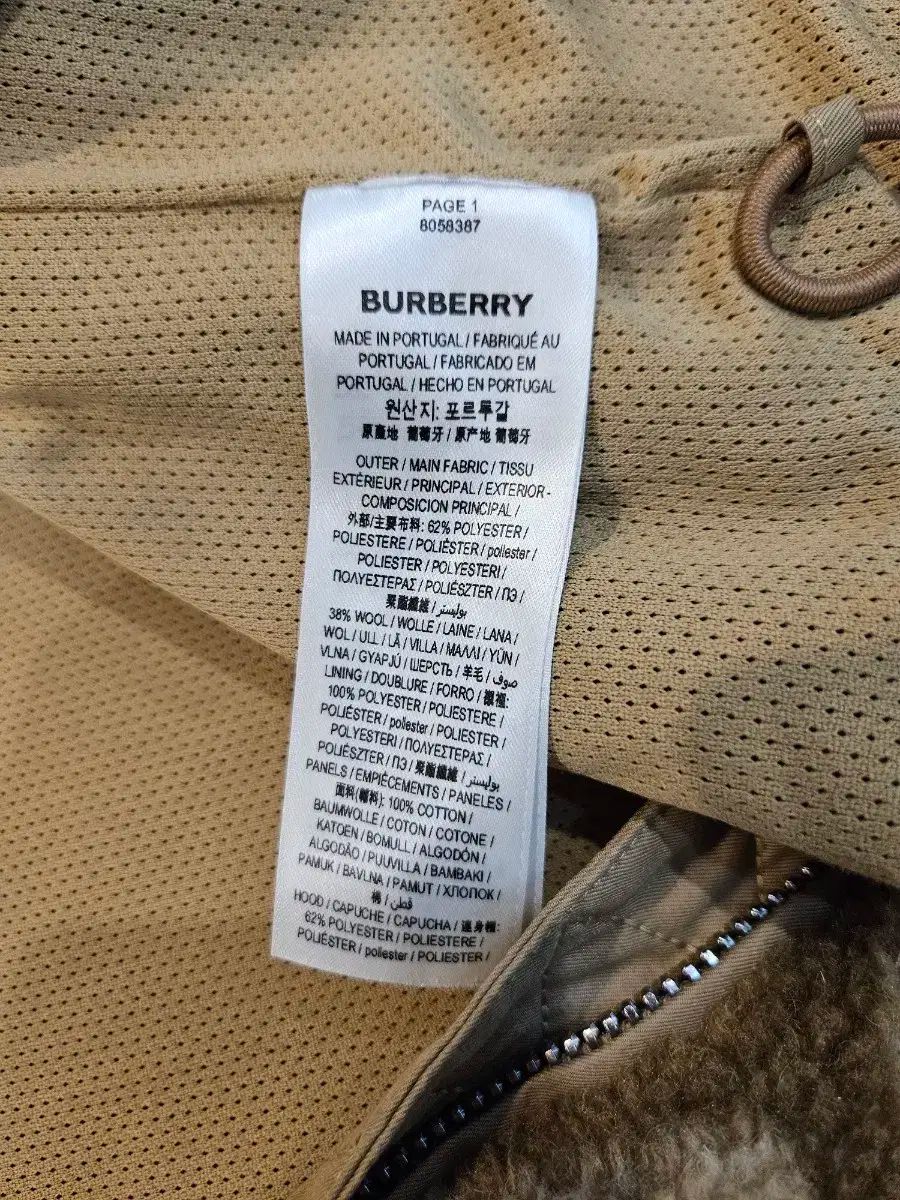 PAGE 1
8058387
BURBERRY
MADE IN PORTUGAL / FABRIQUÉ AU
PORTUGAL / FABRICADO EM
PORTUGAL / HECHO EN PORTUGAL
원산지: 포르투갈
原產地 葡萄牙 / 原产地 葡萄牙
OUTER / MAIN FABRIC / TISSU
EXTÉRIEUR / PRINCIPAL / EXTERIOR -
COMPOSICION PRINCIPAL /
外部/主要布料: 62% POLYESTER /
POLIESTERE / POLIÉSTER / poliester /
POLIESTER / POLYESTERI /
ΠΟΛΥΕΣΤΕΡΑΣ / POLIÉSZTER / ПЭ /
聚酯纖維 / بوليستر /
38% WOOL / WOLLE / LAINE / LANA /
WOL / ULL / LÃ / VILLA / ΜΑΛΛΙ / YÜN /
VLNA / GYAPJÚ / ШЕРСТЬ / 羊毛 / صوف /
LINING / DOUBLURE / FORRO / 裡襯:
100% POLYESTER / POLIESTERE /
POLIÉSTER / poliester / POLIESTER /
POLYESTERI / ΠΟΛΥΕΣΤΕΡΑΣ /
POLIÉSZTER / ПЭ / 聚酯纖維 / بوليستر /
PANELS / EMPIÈCEMENTS / PANELES /
面料(幅料): 100% COTTON /
BAUMWOLLE / COTON / COTONE /
KATOEN / BOMULL / ALGODÓN /
ALGODÃO / PUUVILLA / BAMBAKI /
PAMUK / BAVLNA / PAMUT / ХЛОПОК /
棉 / قطن /
HOOD / CAPUCHE / CAPUCHA / 連身帽:
62% POLYESTER / POLIESTERE /
POLIÉSTER / poliester / POLIESTER /